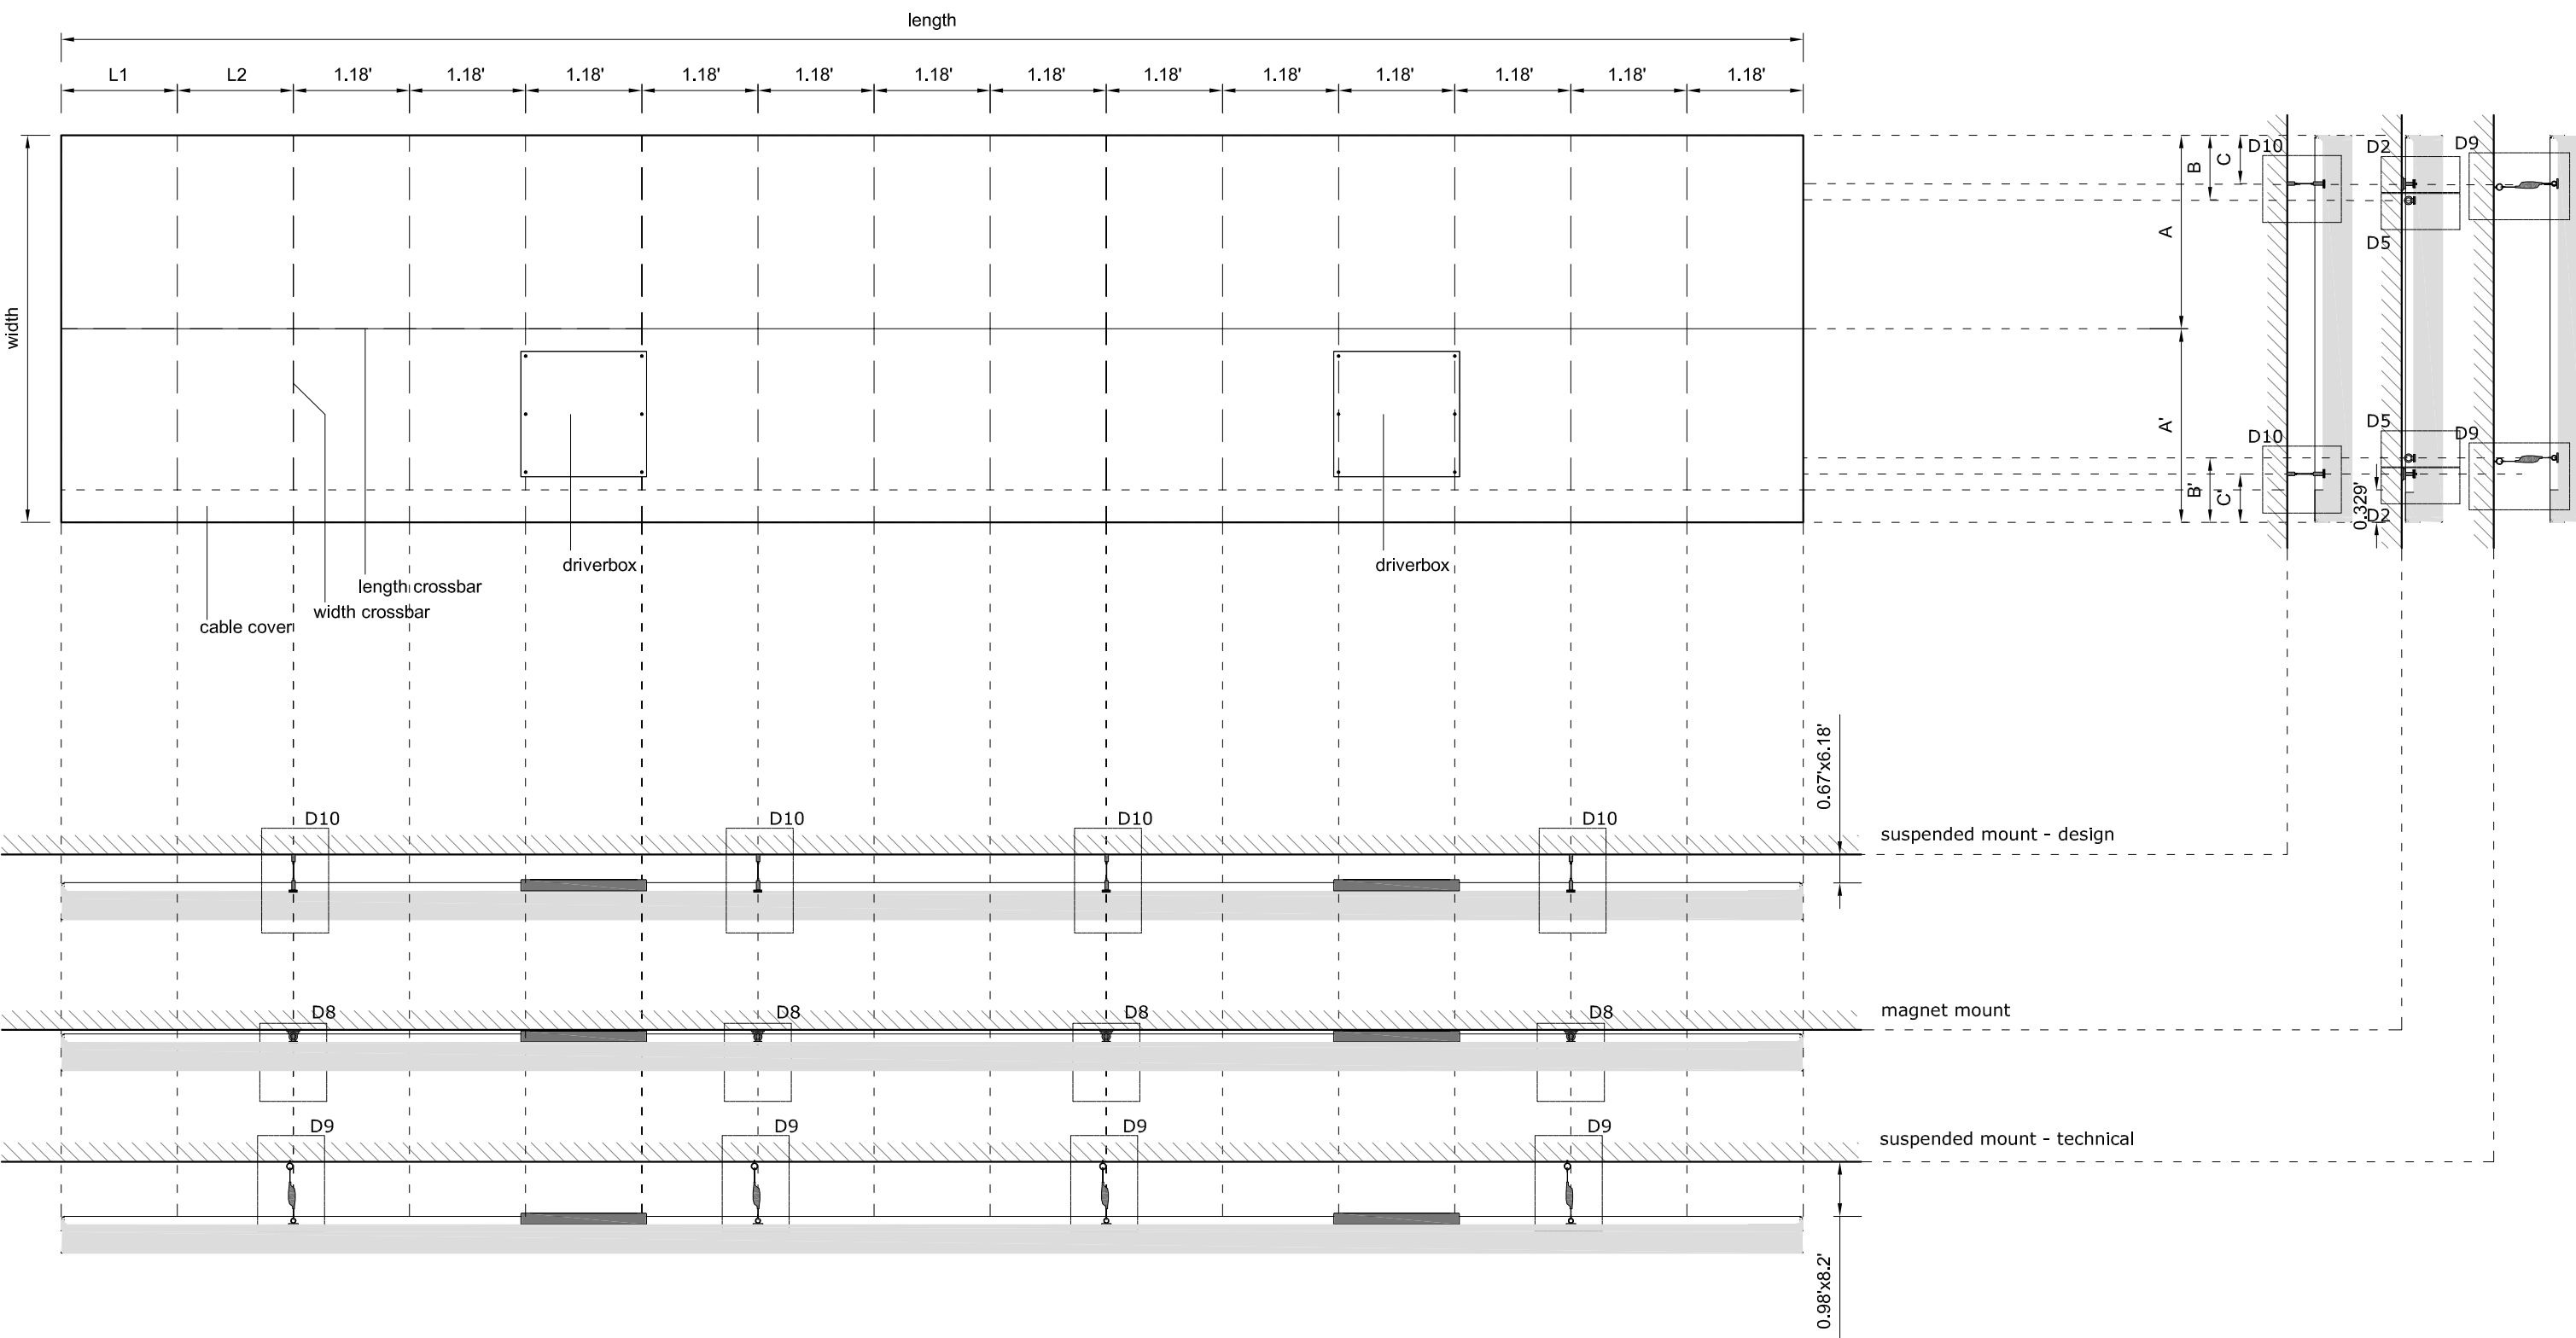 length
L1 L2 1.18' 1.18' 1.18' 1.18' 1.18' 1.18' 1.18' 1.18' 1.18' 1.18' 1.18' 1.18' 1.18'
D10 D2 D9
B C
A
D5
width
A'
D5
D10 D9
B' C' 0.329'
D2
driverbox driverbox
length crossbar
width crossbar
cable cover
0.67'x6.18'
D10 D10 D10 D10
suspended mount - design
D8 D8 D8 D8
magnet mount
D9 D9 D9 D9
suspended mount - technical
0.98'x8.2'